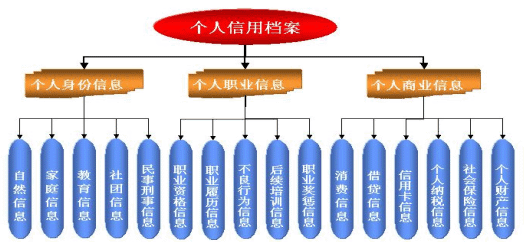 个人信用档案
个人身份信息
个人职业信息
个人商业信息
自然信息
家庭信息
教育信息
社团信息
民事刑事信息
职业资格信息
职业履历信息
不良行为信息
后续培训信息
职业奖惩信息
消费信息
借贷信息
信用卡信息
个人纳税信息
社会保险信息
个人财产信息